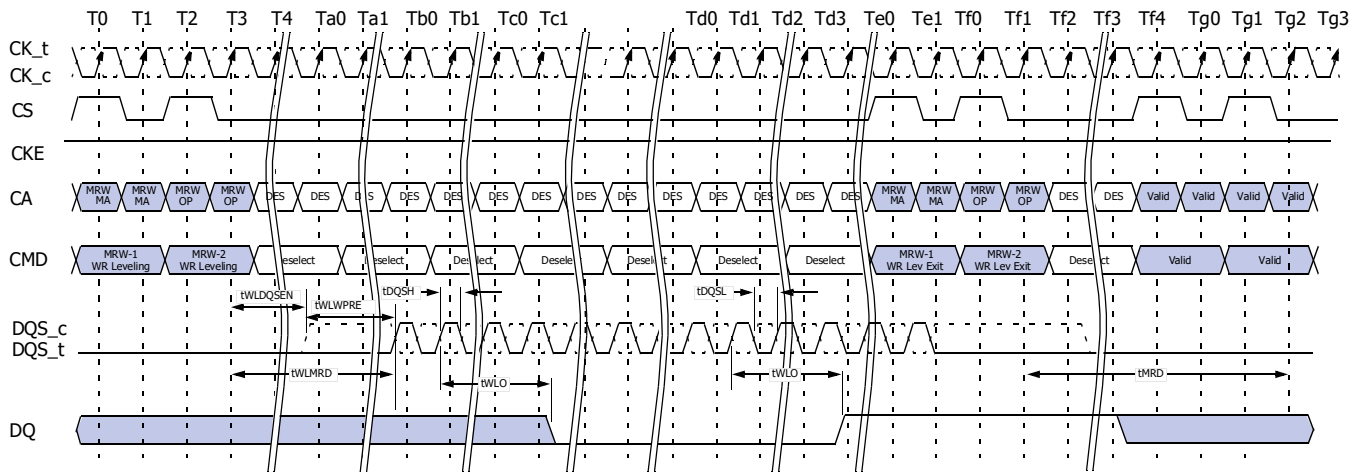 T0 T1 T2 T3 T4 Ta0 Ta1 Tb0 Tb1 Tc0 Tc1 Td0 Td1 Td2 Td3 Te0 Te1 Tf0 Tf1 Tf2 Tf3 Tf4 Tg0 Tg1 Tg2 Tg3
CK_t
CK_c
CS
CKE
CA
MRW MA
MRW MA
MRW OP
MRW OP
DES DES DES DES DES DES DES DES DES DES DES DES DES DES
MRW MA
MRW MA
MRW OP
MRW OP
DES DES Valid Valid Valid Valid
CMD
MRW-1 WR Leveling
MRW-2 WR Leveling
Deselect Deselect Deselect Deselect Deselect Deselect Deselect
MRW-1 WR Lev Exit
MRW-2 WR Lev Exit
Deselect Valid Valid
tWLDQSEN
tWLWPRE
tDQSH
tDQSL
DQS_c
DQS_t
tWLMRD
tWLO
tWLO
tMRD
DQ